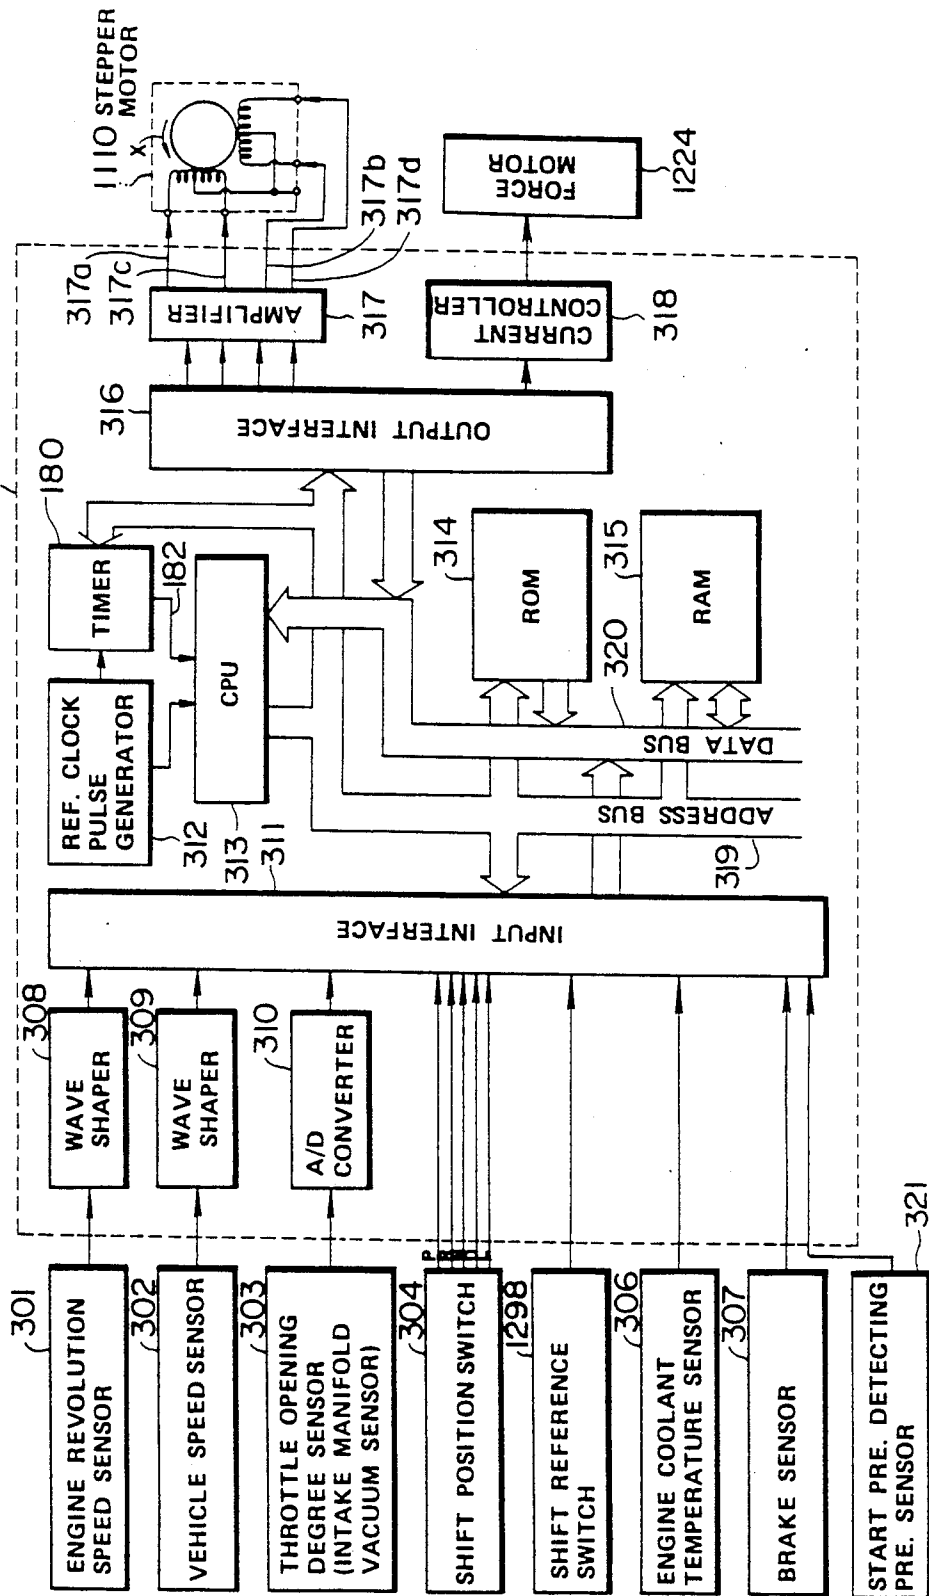 301
ENGINE REVOLUTION
SPEED SENSOR
302
VEHICLE SPEED SENSOR
303
THROTTLE OPENING
DEGREE SENSOR
(INTAKE MANIFOLD
VACUUM SENSOR)
304
SHIFT POSITION SWITCH
1298
SHIFT REFERENCE
SWITCH
306
ENGINE COOLANT
TEMPERATURE SENSOR
307
BRAKE SENSOR
START PRE. DETECTING
PRE. SENSOR
321
308
WAVE
SHAPER
309
WAVE
SHAPER
310
A/D
CONVERTER
P
L
311
INPUT INTERFACE
REF. CLOCK
PULSE
GENERATOR
312
TIMER
180
182
CPU
313
319
ADDRESS BUS
DATA BUS
320
314
ROM
315
RAM
316
OUTPUT INTERFACE
AMPLIFIER
317
317a
317c
317b
317d
CURRENT
CONTROLLER
318
1110 STEPPER
MOTOR
X
FORCE
MOTOR
1224